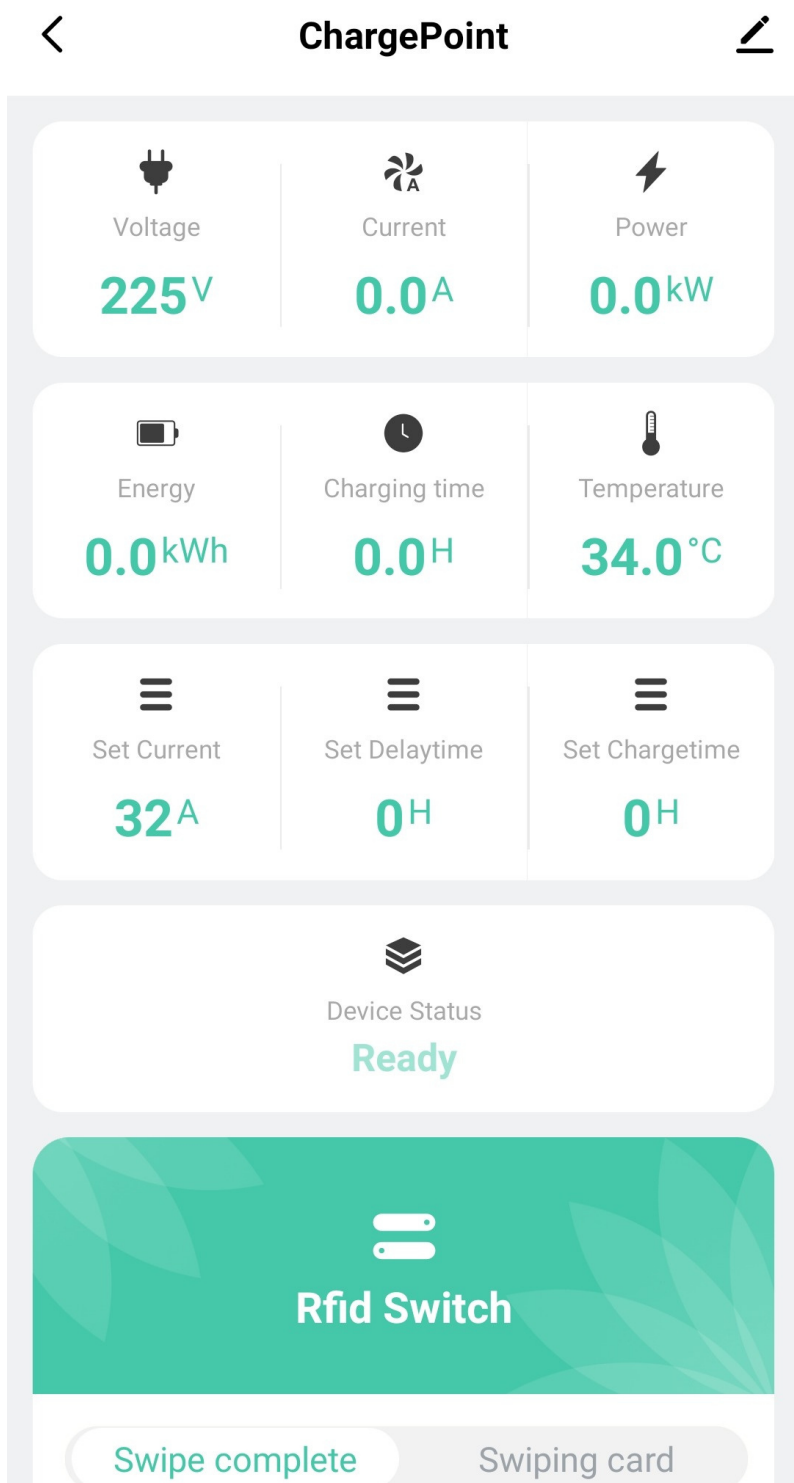 ChargePoint
Voltage Current Power
225V 0.0A 0.0kW
Energy Charging time Temperature
0.0kWh 0.0H 34.0°C
Set Current Set Delaytime Set Chargetime
32A 0H 0H
Device Status
Ready
Rfid Switch
Swipe complete Swiping card